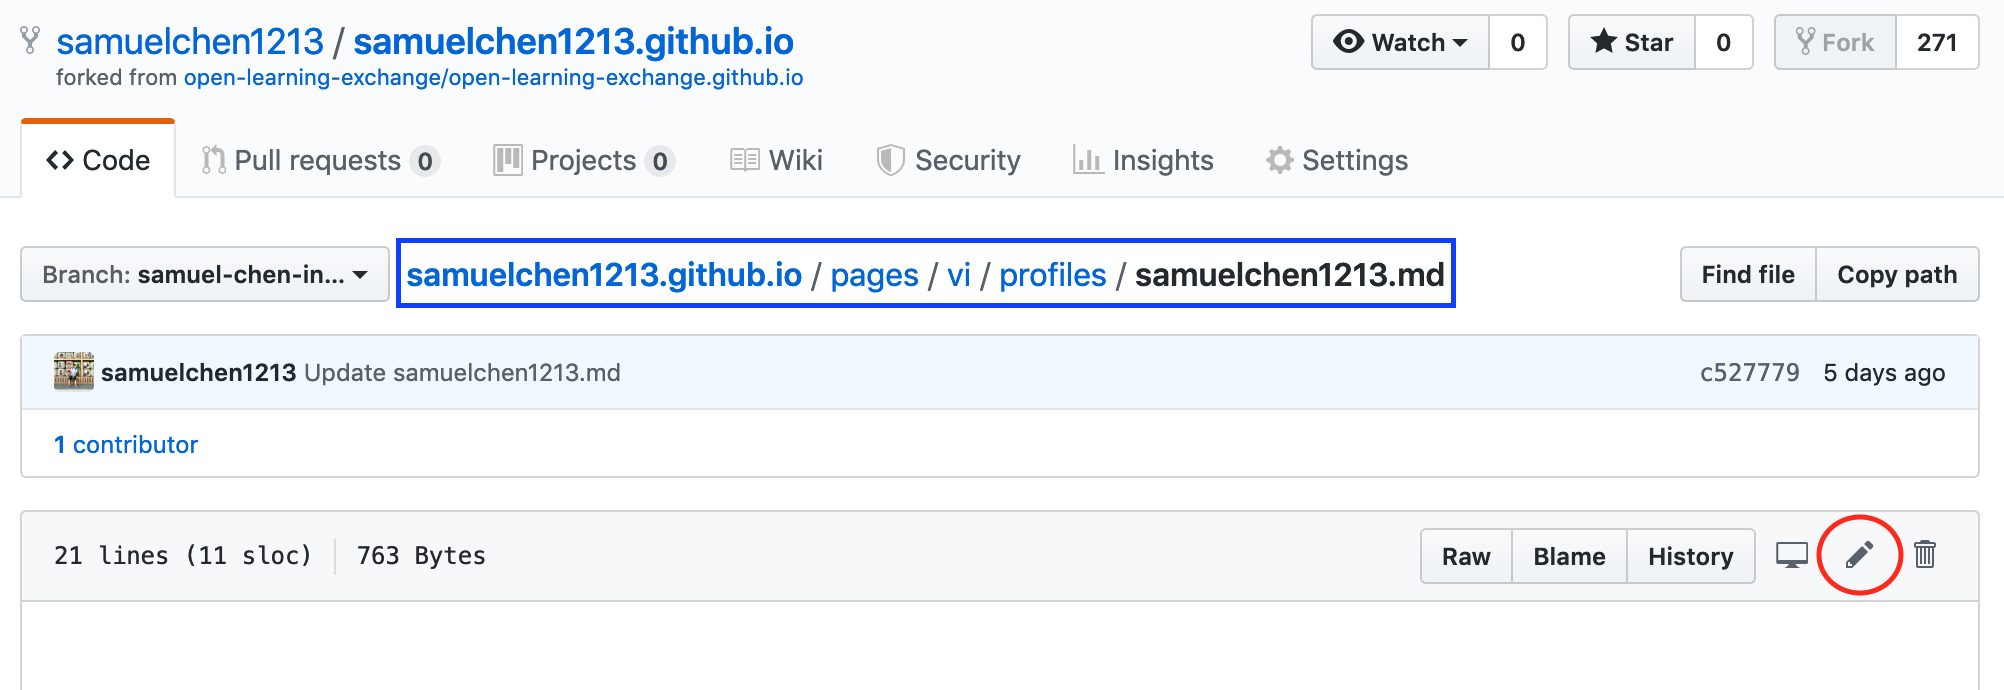 samuelchen1213 / samuelchen1213.github.io
Watch 0 Star 0 Fork 271
forked from open-learning-exchange/open-learning-exchange.github.io
Code Pull requests 0 Projects 0 Wiki Security Insights Settings
Branch: samuel-chen-in... samuelchen1213.github.io / pages / vi / profiles / samuelchen1213.md Find file Copy path
samuelchen1213 Update samuelchen1213.md c527779 5 days ago
1 contributor
21 lines (11 sloc) 763 Bytes Raw Blame History